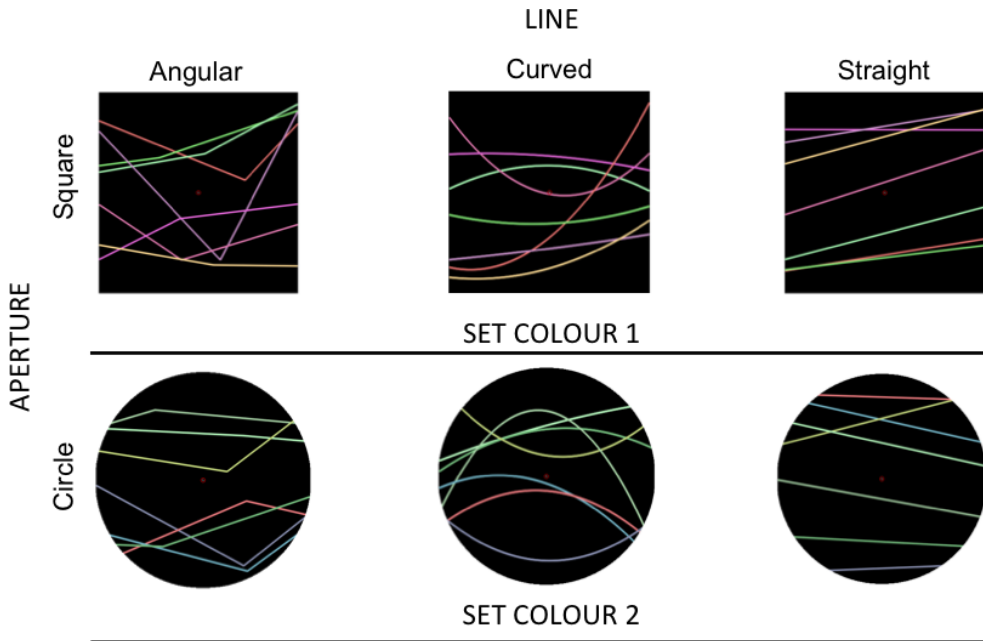 LINE
Angular
Curved
Straight
APERTURE
Square
SET COLOUR 1
Circle
SET COLOUR 2